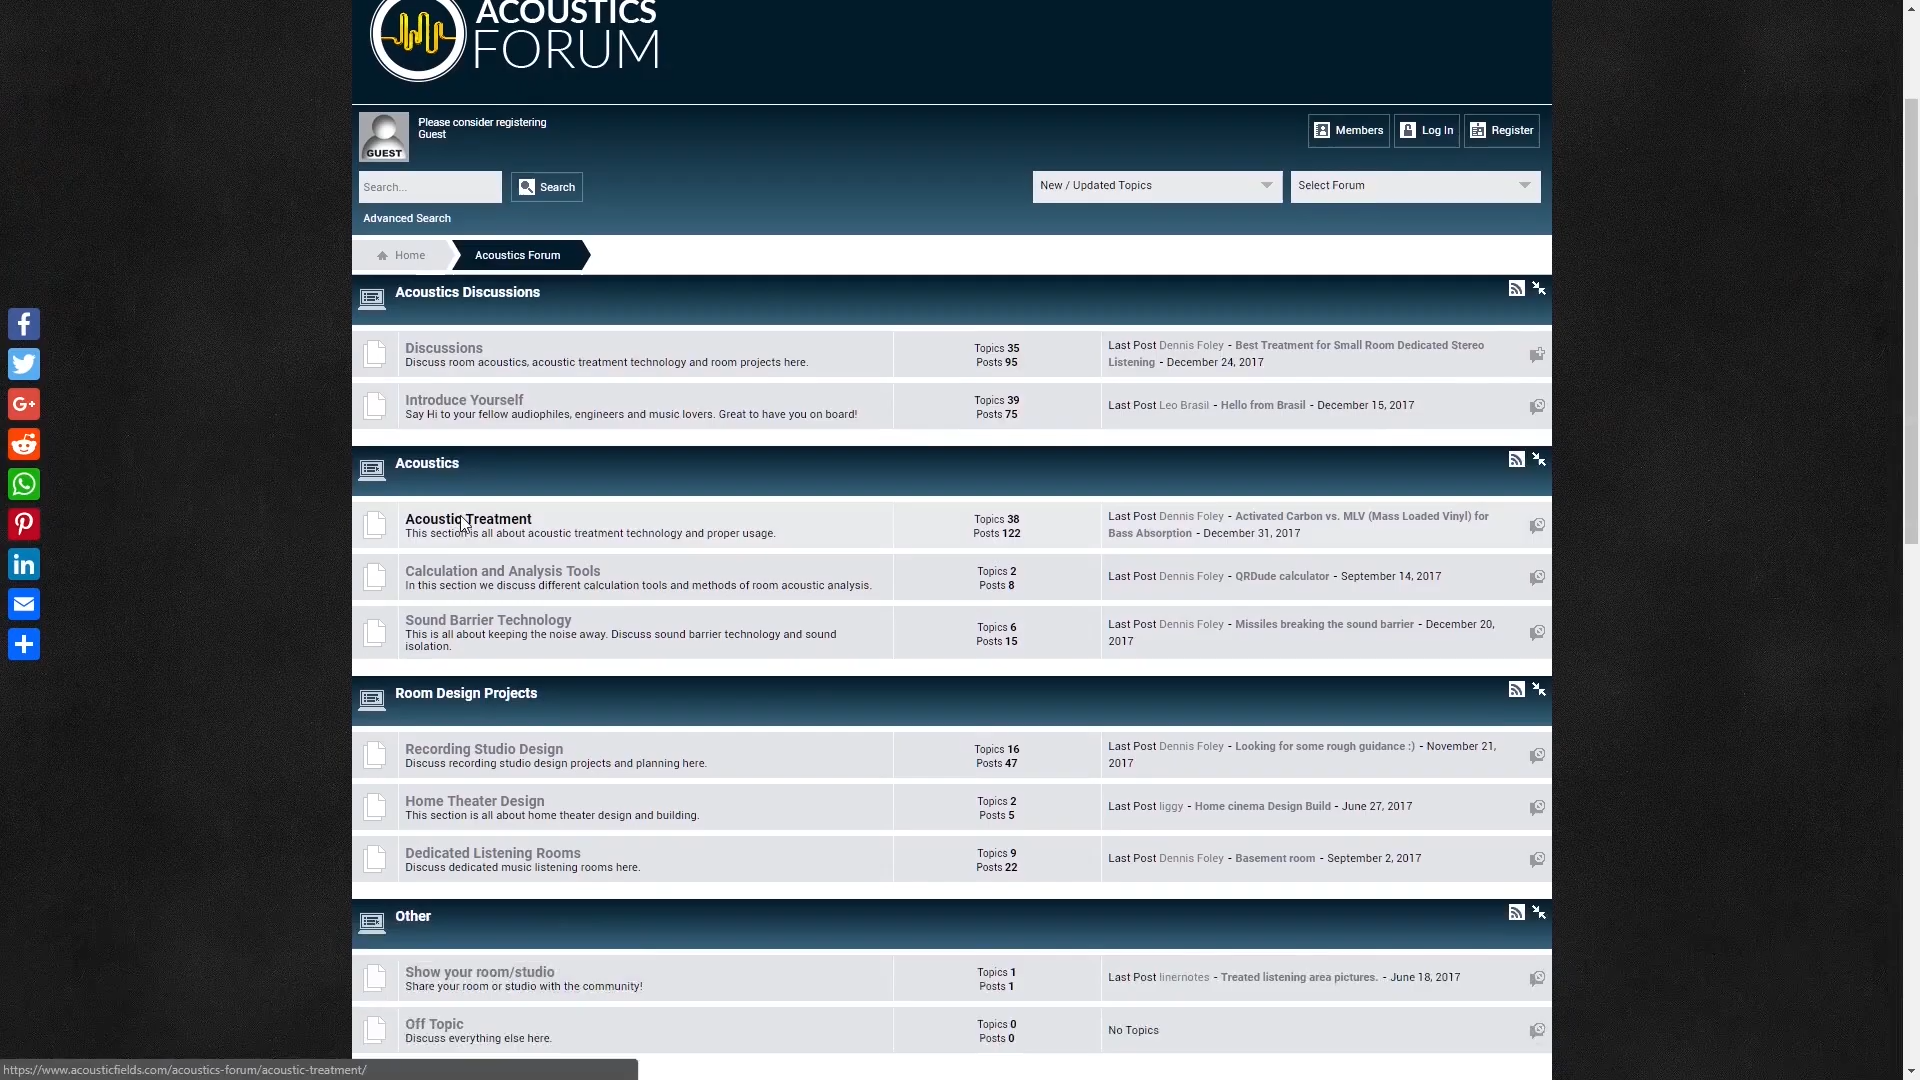 ACOUSTICS
FORUM
GUEST
Please consider registering
Guest
Members
Log In
Register
Search...
Search
New / Updated Topics
Select Forum
Advanced Search
Home
Acoustics Forum
Acoustics Discussions
Discussions
Discuss room acoustics, acoustic treatment technology and room projects here.
Topics 35
Posts 95
Last Post Dennis Foley - Best Treatment for Small Room Dedicated Stereo
Listening - December 24, 2017
Introduce Yourself
Say Hi to your fellow audiophiles, engineers and music lovers. Great to have you on board!
Topics 39
Posts 75
Last Post Leo Brasil - Hello from Brasil - December 15, 2017
Acoustics
Acoustic Treatment
This section is all about acoustic treatment technology and proper usage.
Topics 38
Posts 122
Last Post Dennis Foley - Activated Carbon vs. MLV (Mass Loaded Vinyl) for
Bass Absorption - December 31, 2017
Calculation and Analysis Tools
In this section we discuss different calculation tools and methods of room acoustic analysis.
Topics 2
Posts 8
Last Post Dennis Foley - QRDude calculator - September 14, 2017
Sound Barrier Technology
This is all about keeping the noise away. Discuss sound barrier technology and sound
isolation.
Topics 6
Posts 15
Last Post Dennis Foley - Missiles breaking the sound barrier - December 20,
2017
Room Design Projects
Recording Studio Design
Discuss recording studio design projects and planning here.
Topics 16
Posts 47
Last Post Dennis Foley - Looking for some rough guidance :) - November 21,
2017
Home Theater Design
This section is all about home theater design and building.
Topics 2
Posts 5
Last Post liggy - Home cinema Design Build - June 27, 2017
Dedicated Listening Rooms
Discuss dedicated music listening rooms here.
Topics 9
Posts 22
Last Post Dennis Foley - Basement room - September 2, 2017
Other
Show your room/studio
Share your room or studio with the community!
Topics 1
Posts 1
Last Post linernotes - Treated listening area pictures. - June 18, 2017
Off Topic
Discuss everything else here.
Topics 0
Posts 0
No Topics
https://www.acousticfields.com/acoustics-forum/acoustic-treatment/